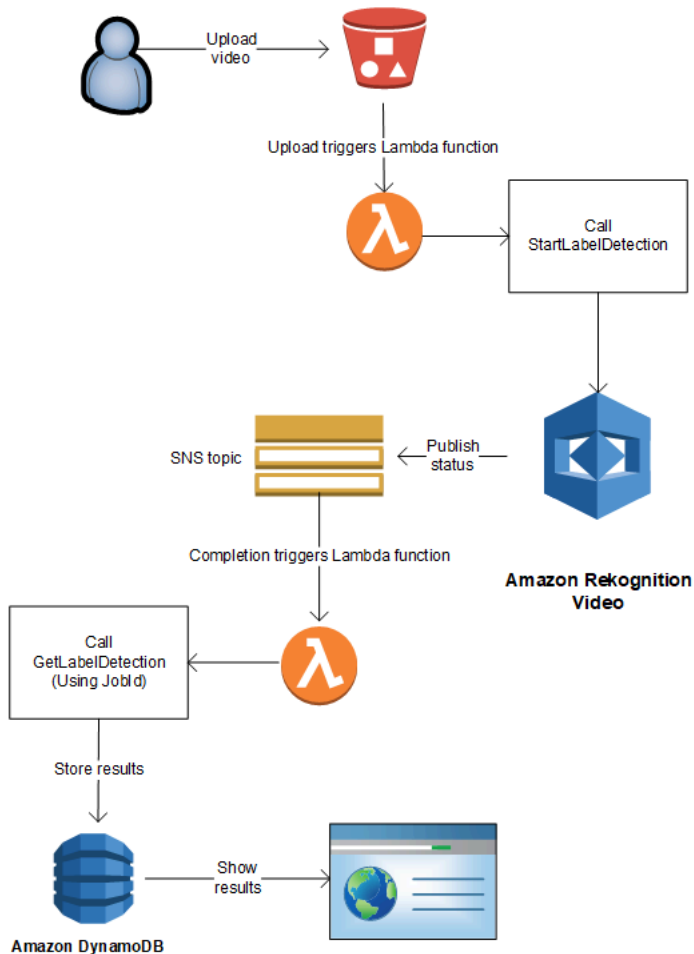 Upload
video
Upload triggers Lambda function
Call
StartLabelDetection
SNS topic
Publish
status
Completion triggers Lambda function
Amazon Rekognition
Video
Call
GetLabelDetection
(Using JobId)
Store results
Show
results
Amazon DynamoDB